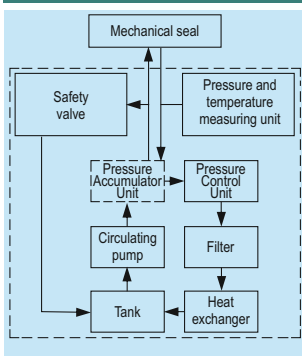 Mechanical seal
Safety
valve
Pressure and
temperature
measuring unit
Pressure
Accumulator
Unit
Pressure
Control
Unit
Circulating
pump
Filter
Tank
Heat
exchanger